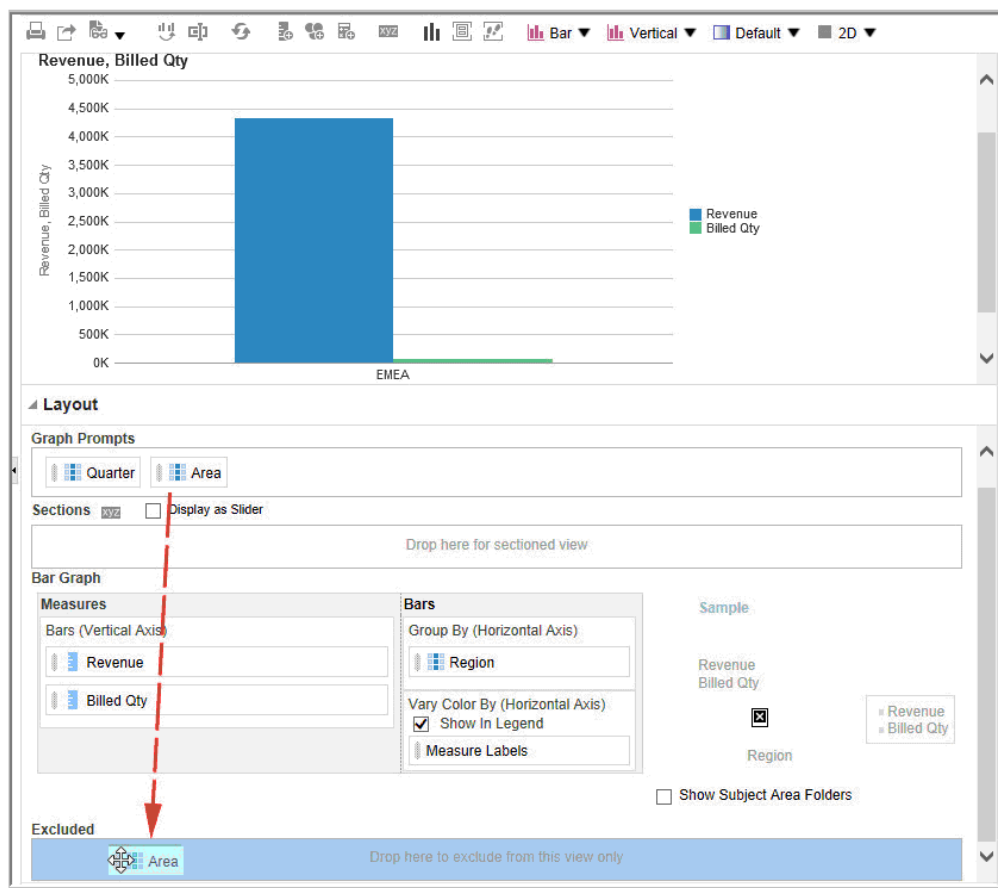 xyz Bar Vertical Default 2D
Revenue, Billed Qty
5,000K
4,500K
4,000K
3,500K
3,000K
2,500K
2,000K
1,500K
1,000K
500K
0K
Revenue, Billed Qty
EMEA
Revenue
Billed Qty
Layout
Graph Prompts
Quarter Area
Sections xyz Display as Slider
Drop here for sectioned view
Bar Graph
Measures
Bars (Vertical Axis)
Revenue
Billed Qty
Bars
Group By (Horizontal Axis)
Region
Vary Color By (Horizontal Axis)
Show In Legend
Measure Labels
Sample
Revenue
Billed Qty
Revenue
Billed Qty
Region
Show Subject Area Folders
Excluded
Area Drop here to exclude from this view only